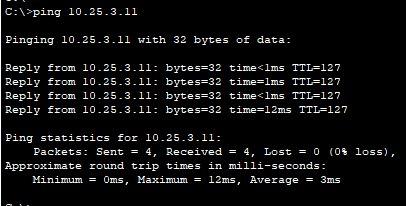 C:\>ping 10.25.3.11
Pinging 10.25.3.11 with 32 bytes of data:
Reply from 10.25.3.11: bytes=32 time<1ms TTL=127
Reply from 10.25.3.11: bytes=32 time<1ms TTL=127
Reply from 10.25.3.11: bytes=32 time<1ms TTL=127
Reply from 10.25.3.11: bytes=32 time=12ms TTL=127
Ping statistics for 10.25.3.11:
Packets: Sent = 4, Received = 4, Lost = 0 (0% loss),
Approximate round trip times in milli-seconds:
Minimum = 0ms, Maximum = 12ms, Average = 3ms